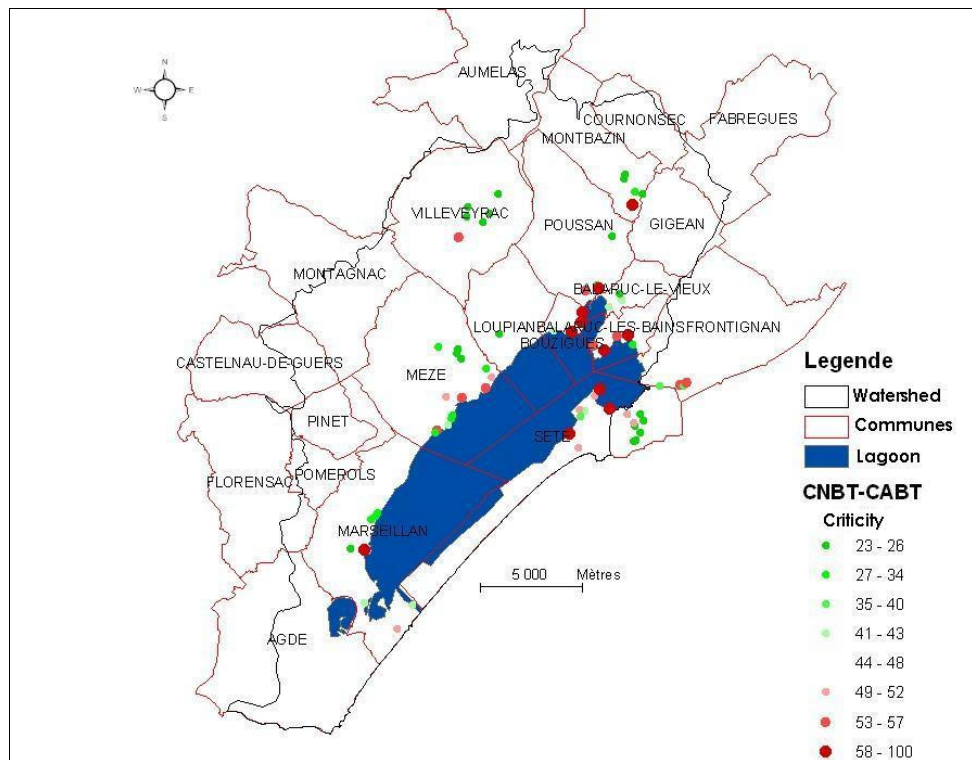 N
W E
S
AUMELAS
COURNONSEC
FABREGUES
MONTBAZIN
VILLEVEYRAC
POUSSAN
GIGEAN
MONTAGNAC
BALARUC-LE-VIEUX
LOUPIAN
BALARUC-LES-BAINS
FRONTIGNAN
BOUZIGUES
CASTELNAU-DE-GUERS
MEZE
PINET
SETE
POMEROLS
FLORENSAC
MARSEILLAN
AGDE
5 000 Mètres
Legende
Watershed
Communes
Lagoon
CNBT-CABT
Criticity
23 - 26
27 - 34
35 - 40
41 - 43
44 - 48
49 - 52
53 - 57
58 - 100